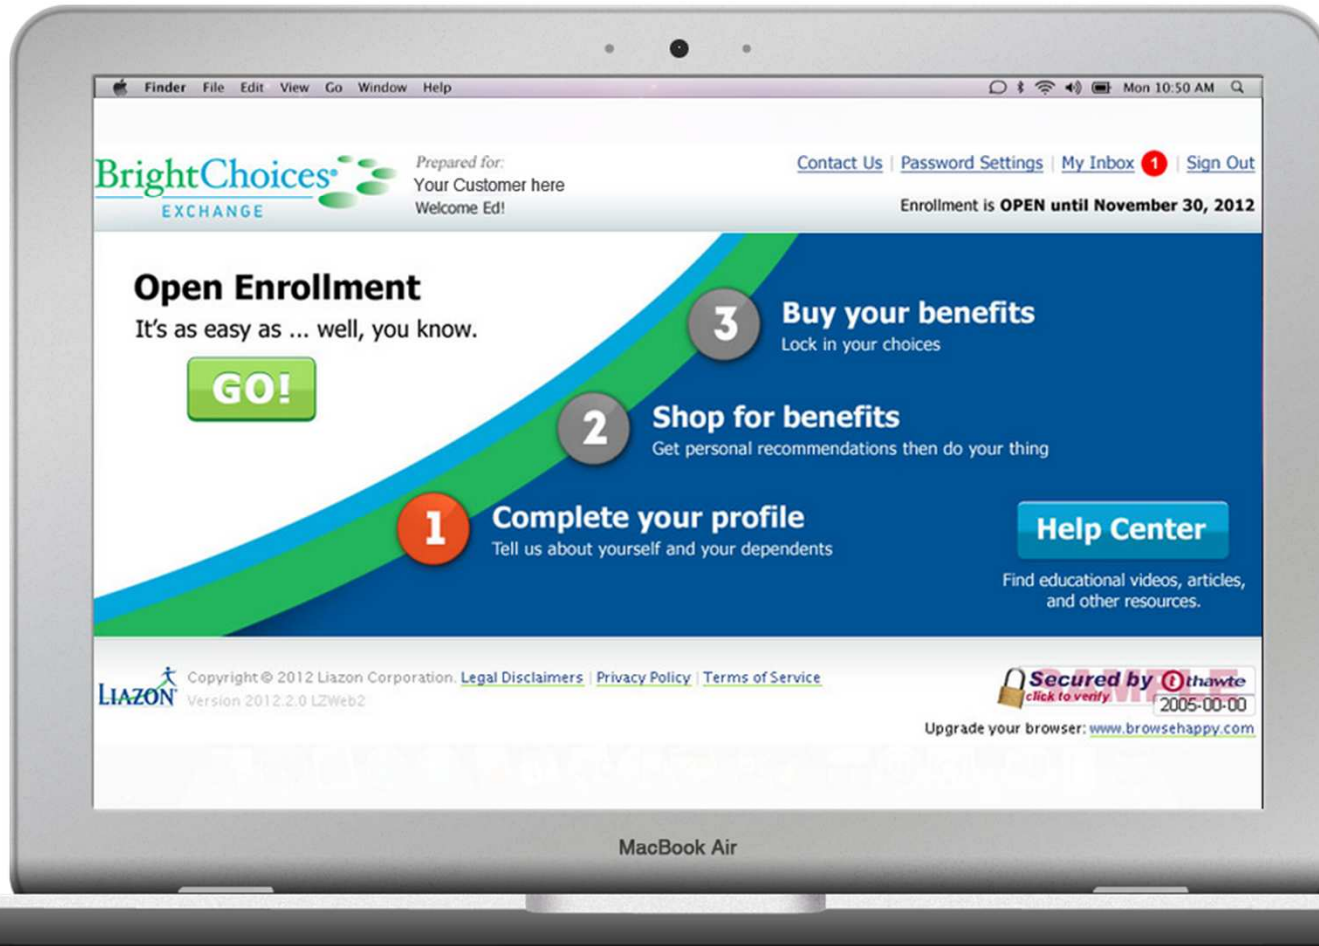 Finder File Edit View Go Window Help
Mon 10:50 AM
BrightChoices®
EXCHANGE
Prepared for:
Your Customer here
Welcome Ed!
Contact Us | Password Settings | My Inbox 1 | Sign Out
Enrollment is OPEN until November 30, 2012
Open Enrollment
It's as easy as ... well, you know.
GO!
3
Buy your benefits
Lock in your choices
2
Shop for benefits
Get personal recommendations then do your thing
1
Complete your profile
Tell us about yourself and your dependents
Help Center
Find educational videos, articles,
and other resources.
LIAZON
Copyright © 2012 Liazon Corporation. Legal Disclaimers | Privacy Policy | Terms of Service
Version 2012.2.0 LZWeb2
SAMPLE
Secured by thawte
click to verify
2005-00-00
Upgrade your browser: www.browsehappy.com
MacBook Air